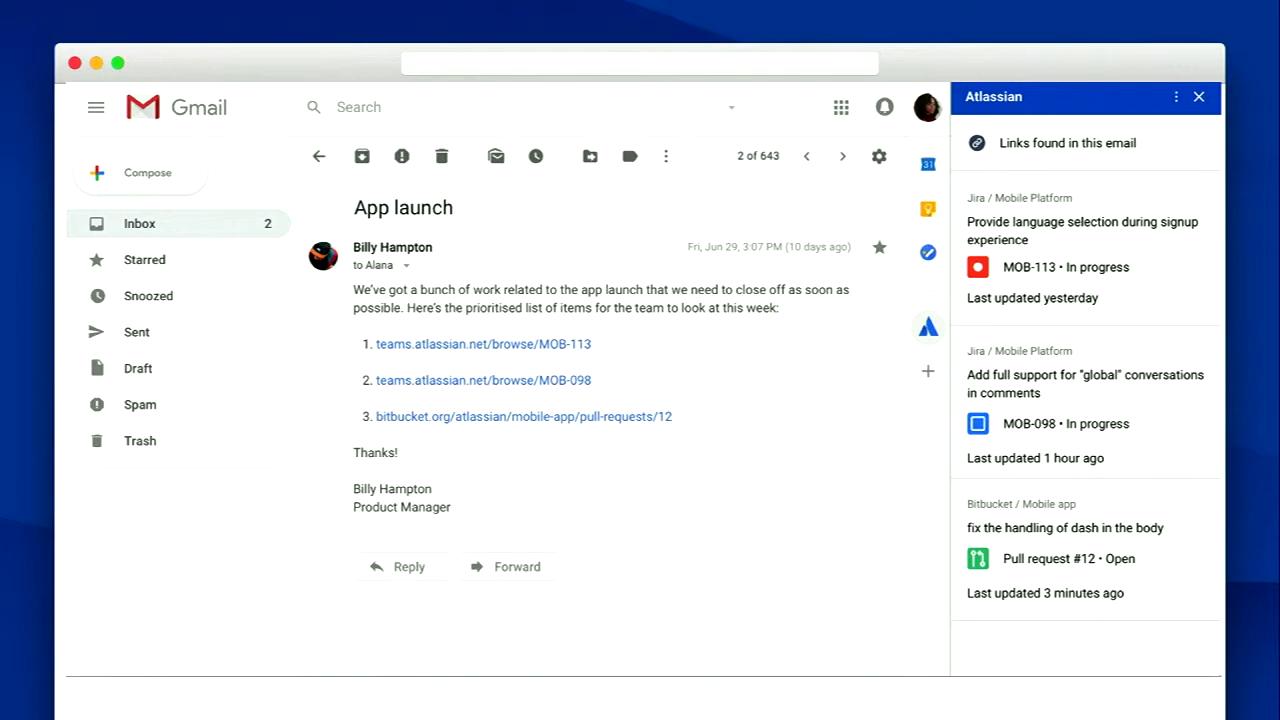 Gmail
Search
Compose
Inbox 2
Starred
Snoozed
Sent
Draft
Spam
Trash
2 of 643
App launch
Billy Hampton
Fri, Jun 29, 3:07 PM (10 days ago)
to Alana
We've got a bunch of work related to the app launch that we need to close off as soon as
possible. Here's the prioritised list of items for the team to look at this week:
1. teams.atlassian.net/browse/MOB-113
2. teams.atlassian.net/browse/MOB-098
3. bitbucket.org/atlassian/mobile-app/pull-requests/12
Thanks!
Billy Hampton
Product Manager
Reply
Forward
31
Atlassian
Links found in this email
Jira / Mobile Platform
Provide language selection during signup
experience
MOB-113 • In progress
Last updated yesterday
Jira / Mobile Platform
Add full support for "global" conversations
in comments
MOB-098 • In progress
Last updated 1 hour ago
Bitbucket / Mobile app
fix the handling of dash in the body
Pull request #12 • Open
Last updated 3 minutes ago